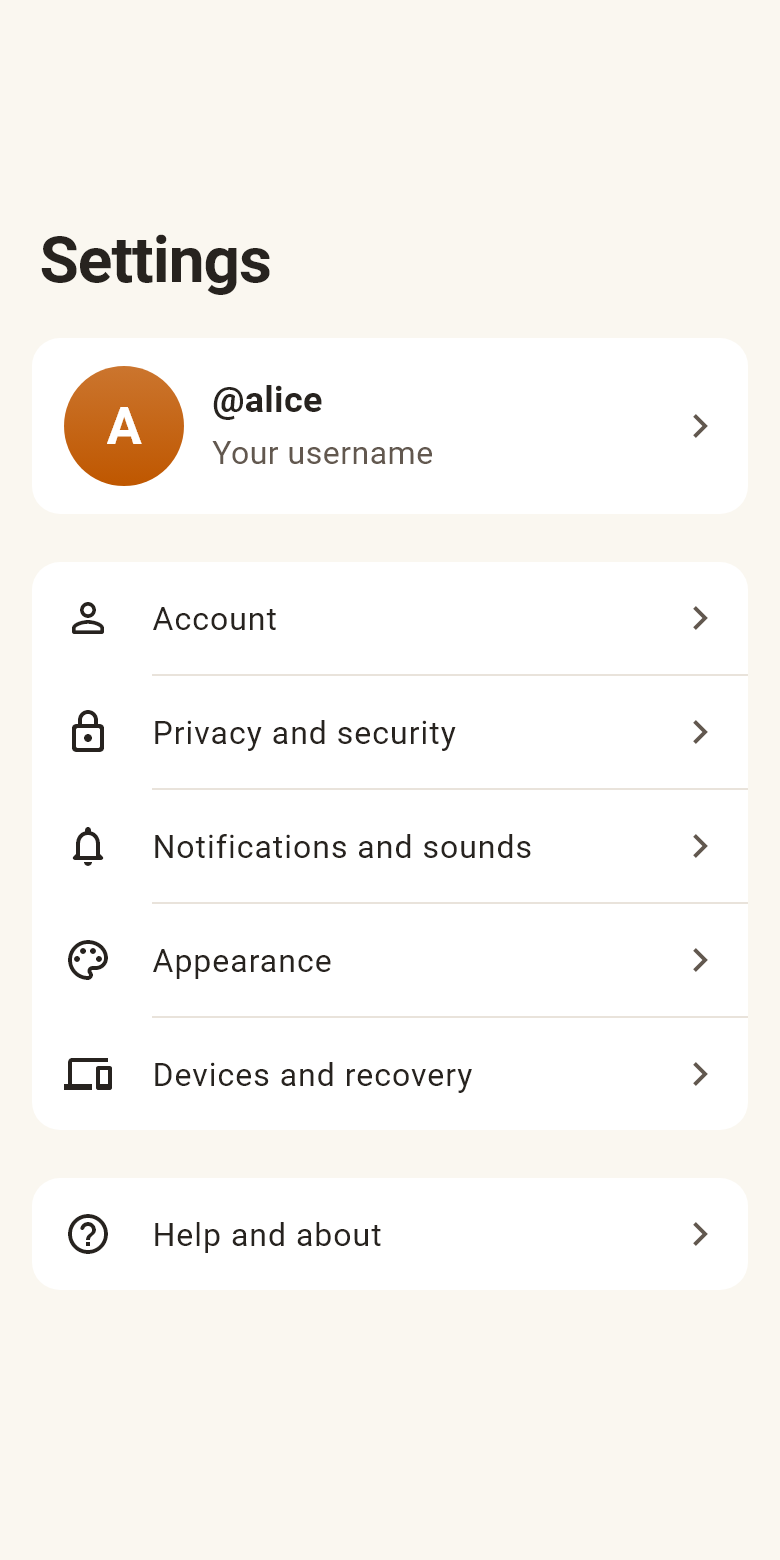 Settings
A
@alice
Your username
Account
Privacy and security
Notifications and sounds
Appearance
Devices and recovery
Help and about